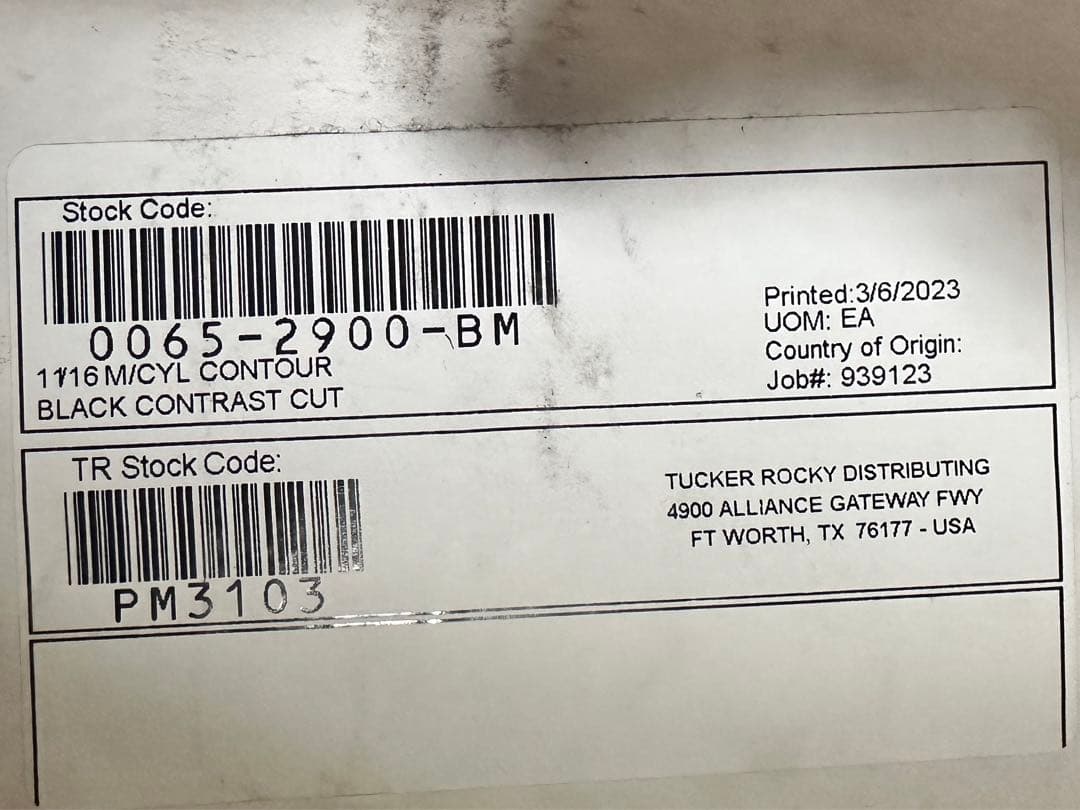 Stock Code:
0065-2900-BM
11/16 M/CYL CONTOUR
BLACK CONTRAST CUT
Printed:3/6/2023
UOM: EA
Country of Origin:
Job#: 939123
TR Stock Code:
PM3103
TUCKER ROCKY DISTRIBUTING
4900 ALLIANCE GATEWAY FWY
FT WORTH, TX 76177 - USA